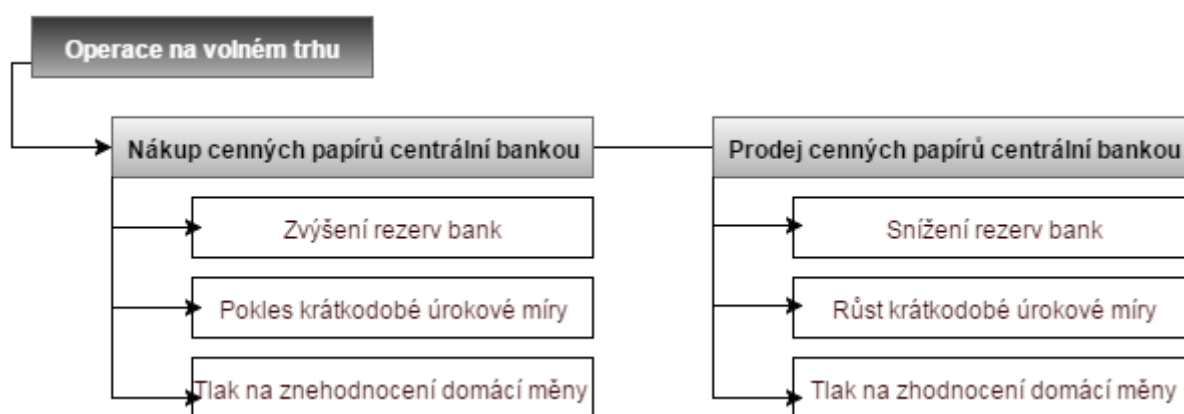 Operace na volném trhu
Nákup cenných papírů centrální bankou
Zvýšení rezerv bank
Pokles krátkodobé úrokové míry
Tlak na znehodnocení domácí měny
Prodej cenných papírů centrální bankou
Snížení rezerv bank
Růst krátkodobé úrokové míry
Tlak na zhodnocení domácí měny